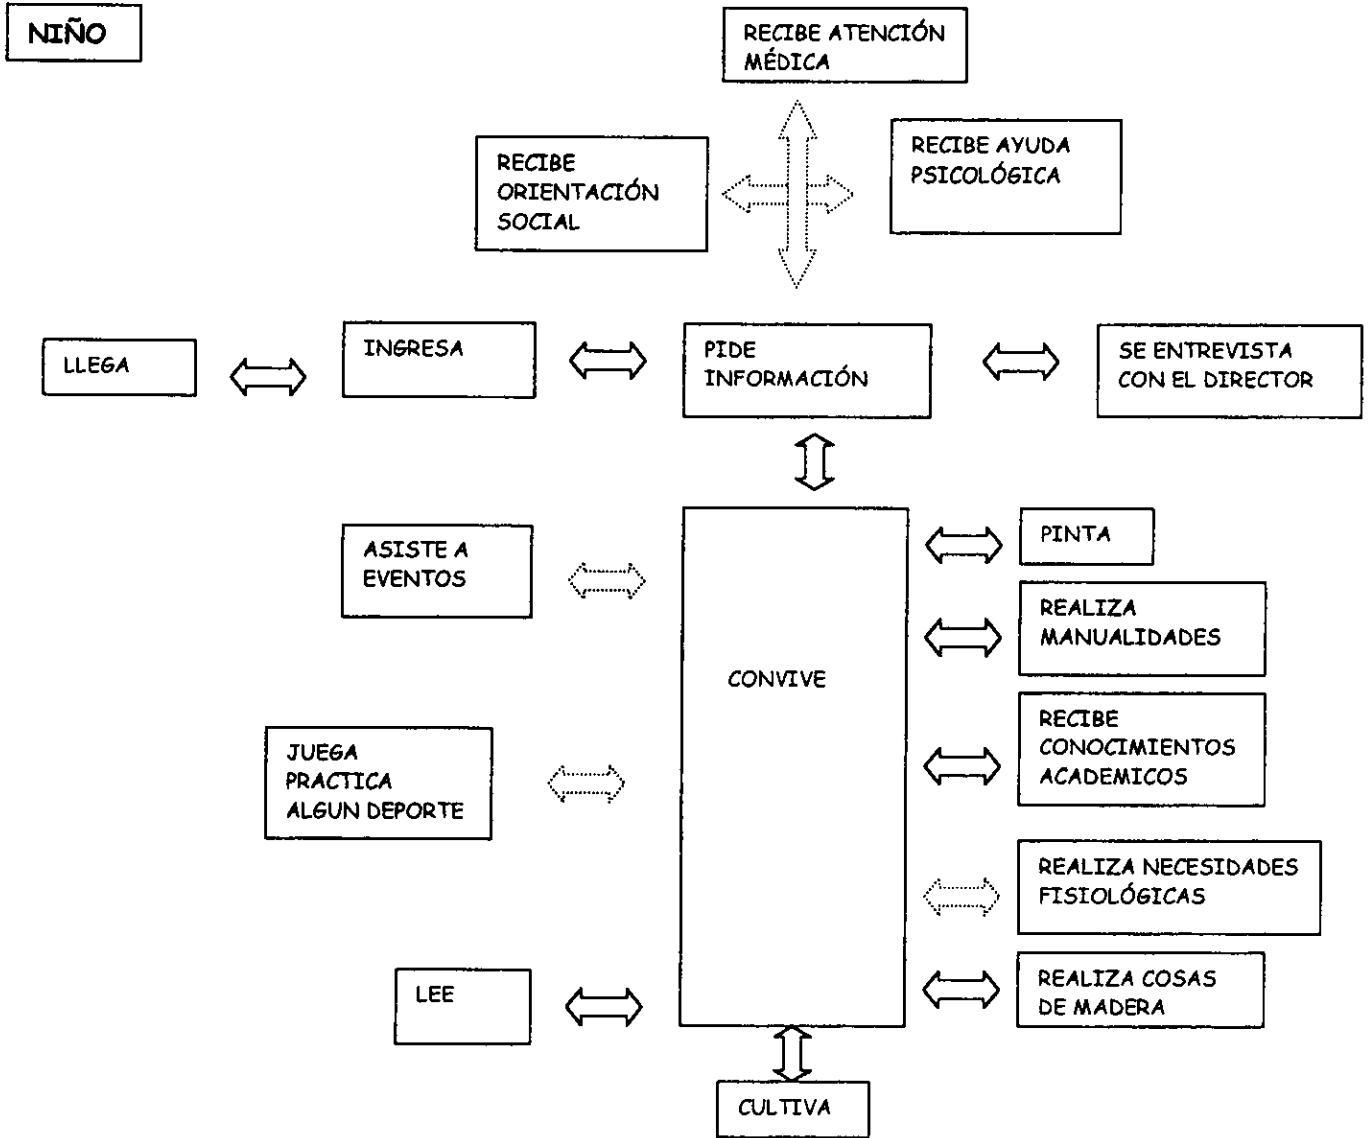 NIÑO
RECIBE ATENCIÓN
MÉDICA
RECIBE
ORIENTACIÓN
SOCIAL
RECIBE AYUDA
PSICOLÓGICA
LLEGA
INGRESA
PIDE
INFORMACIÓN
SE ENTREVISTA
CON EL DIRECTOR
ASISTE A
EVENTOS
JUEGA
PRACTICA
ALGUN DEPORTE
LEE
CONVIVE
PINTA
REALIZA
MANUALIDADES
RECIBE
CONOCIMIENTOS
ACADEMICOS
REALIZA NECESIDADES
FISIOLÓGICAS
REALIZA COSAS
DE MADERA
CULTIVA